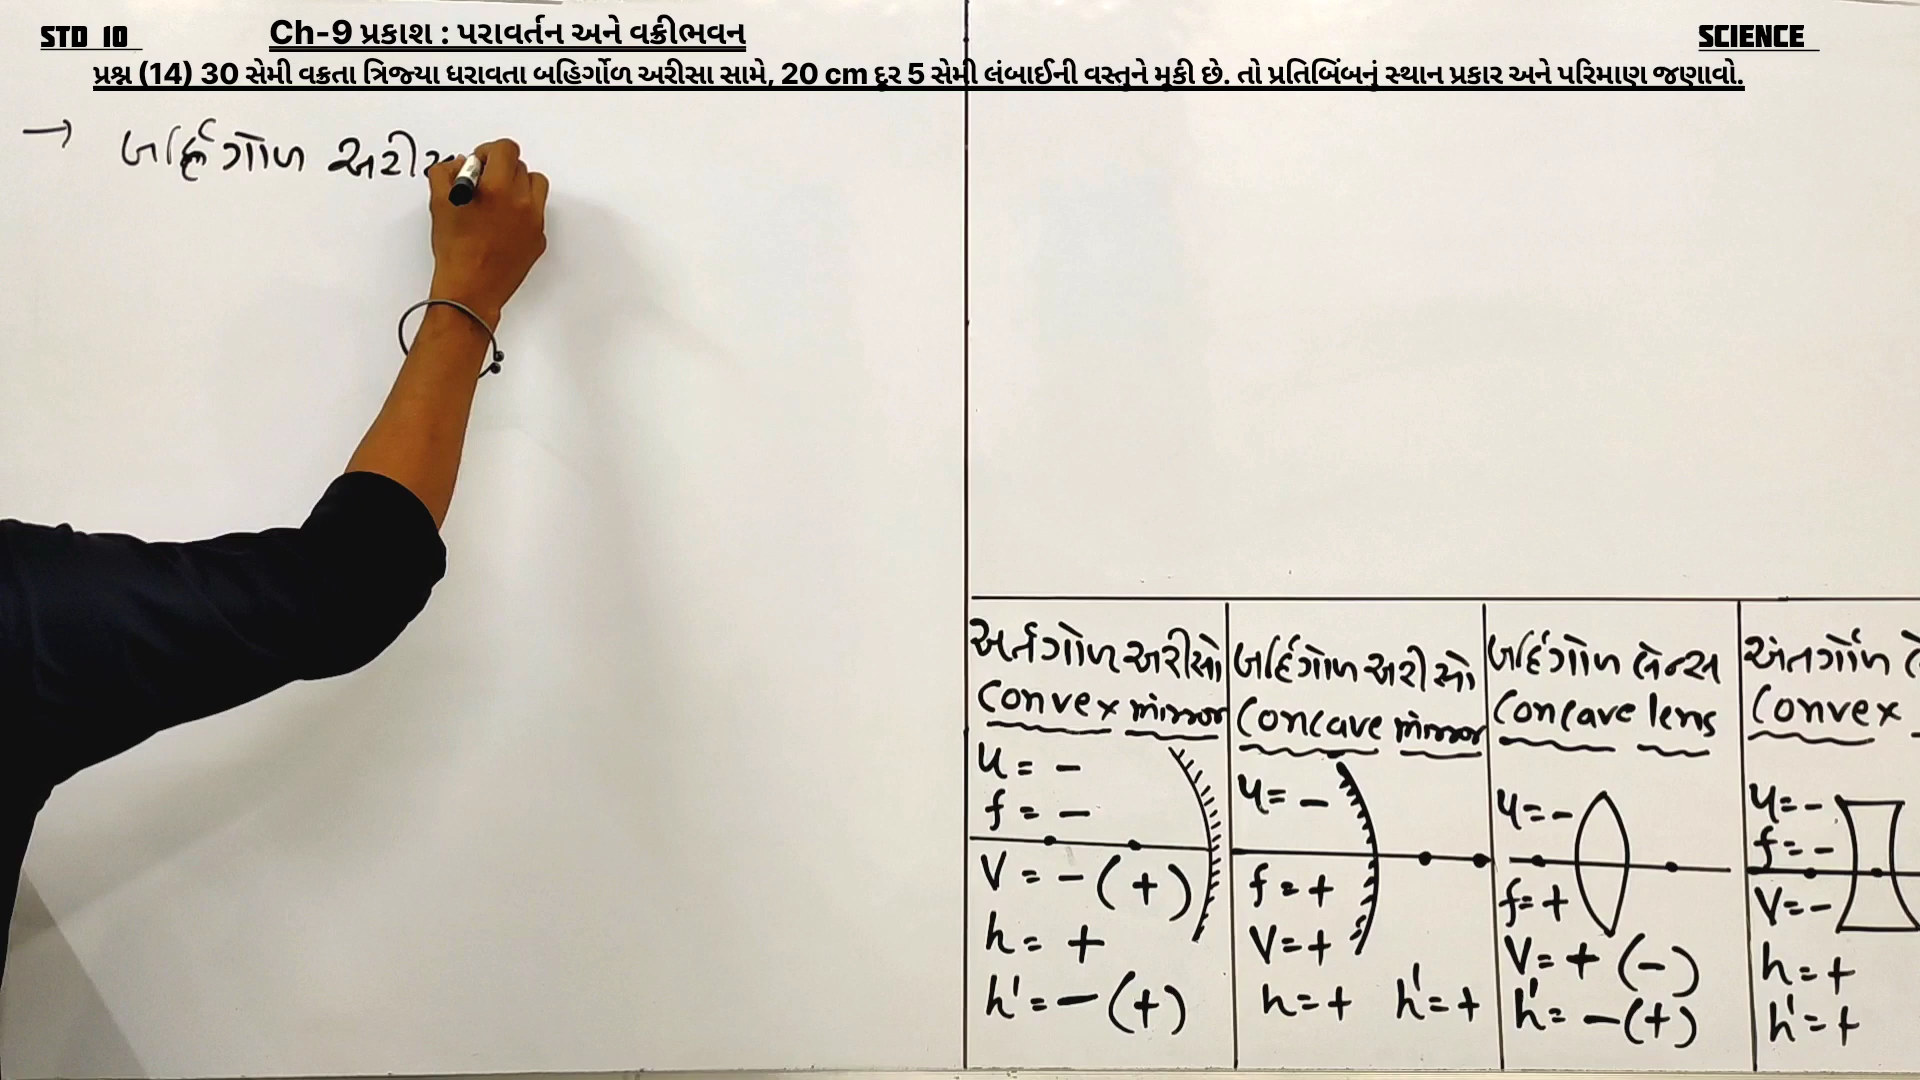 STD 10
Ch-9 પ્રકાશ : પરાવર્તન અને વક્રીભવન
SCIENCE
પ્રશ્ન (14) 30 સેમી વક્રતા ત્રિજ્યા ધરાવતા બહિર્ગોળ અરીસા સામે, 20 cm દૂર 5 સેમી લંબાઈની વસ્તુને મૂકી છે. તો પ્રતિબિંબનું સ્થાન પ્રકાર અને પરિમાણ જણાવો.
→ બહિર્ગોળ
અર્તગોળ અરીસો
Convex mirror
u = -
f = -
V = - (+)
h = +
h' = - (+)
બહિર્ગોળ અરીસો
Concave mirror
u = -
f = +
V = +
h = + h' = +
બહિર્ગોળ લેન્સ
Concave lens
u = -
f = +
V = + (-)
h' = - (+)
અંતર્ગોળ
Convex
u = -
f = -
V = -
h = +
h' = +